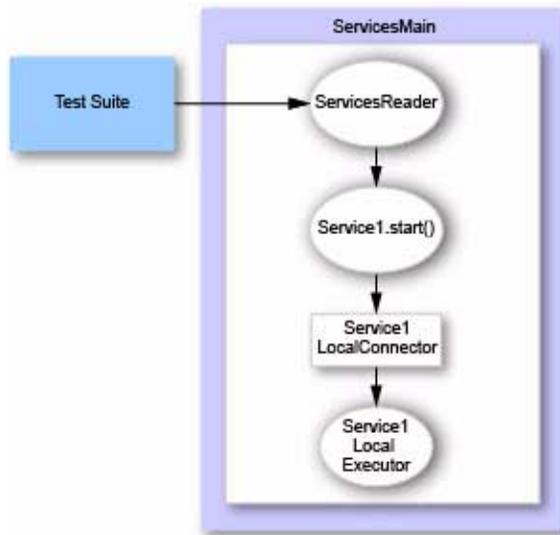 ServicesMain
Test Suite
ServicesReader
Service1.start()
Service1
LocalConnector
Service1
Local
Executor